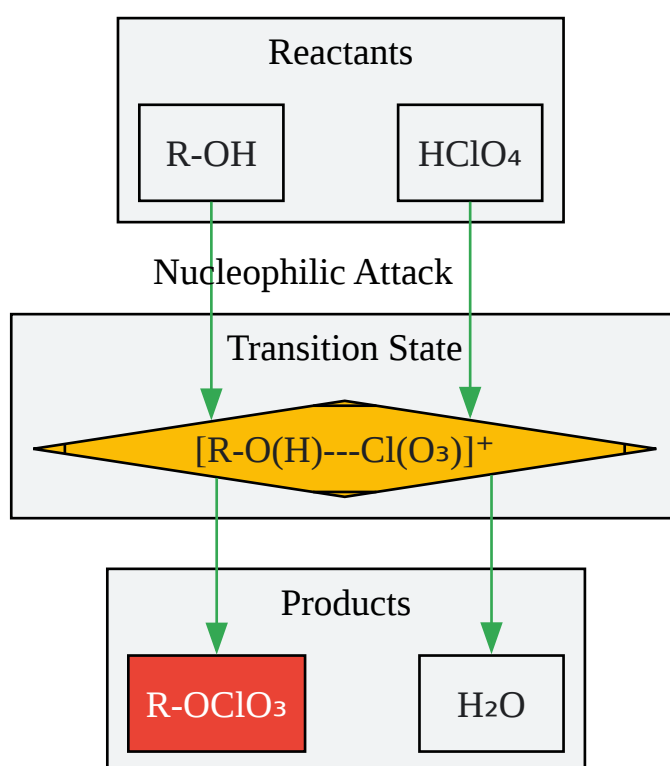 Reactants
R-OH
HClO₄
Nucleophilic Attack
Transition State
[R-O(H)---Cl(O₃)]⁺
Products
R-OClO₃
H₂O